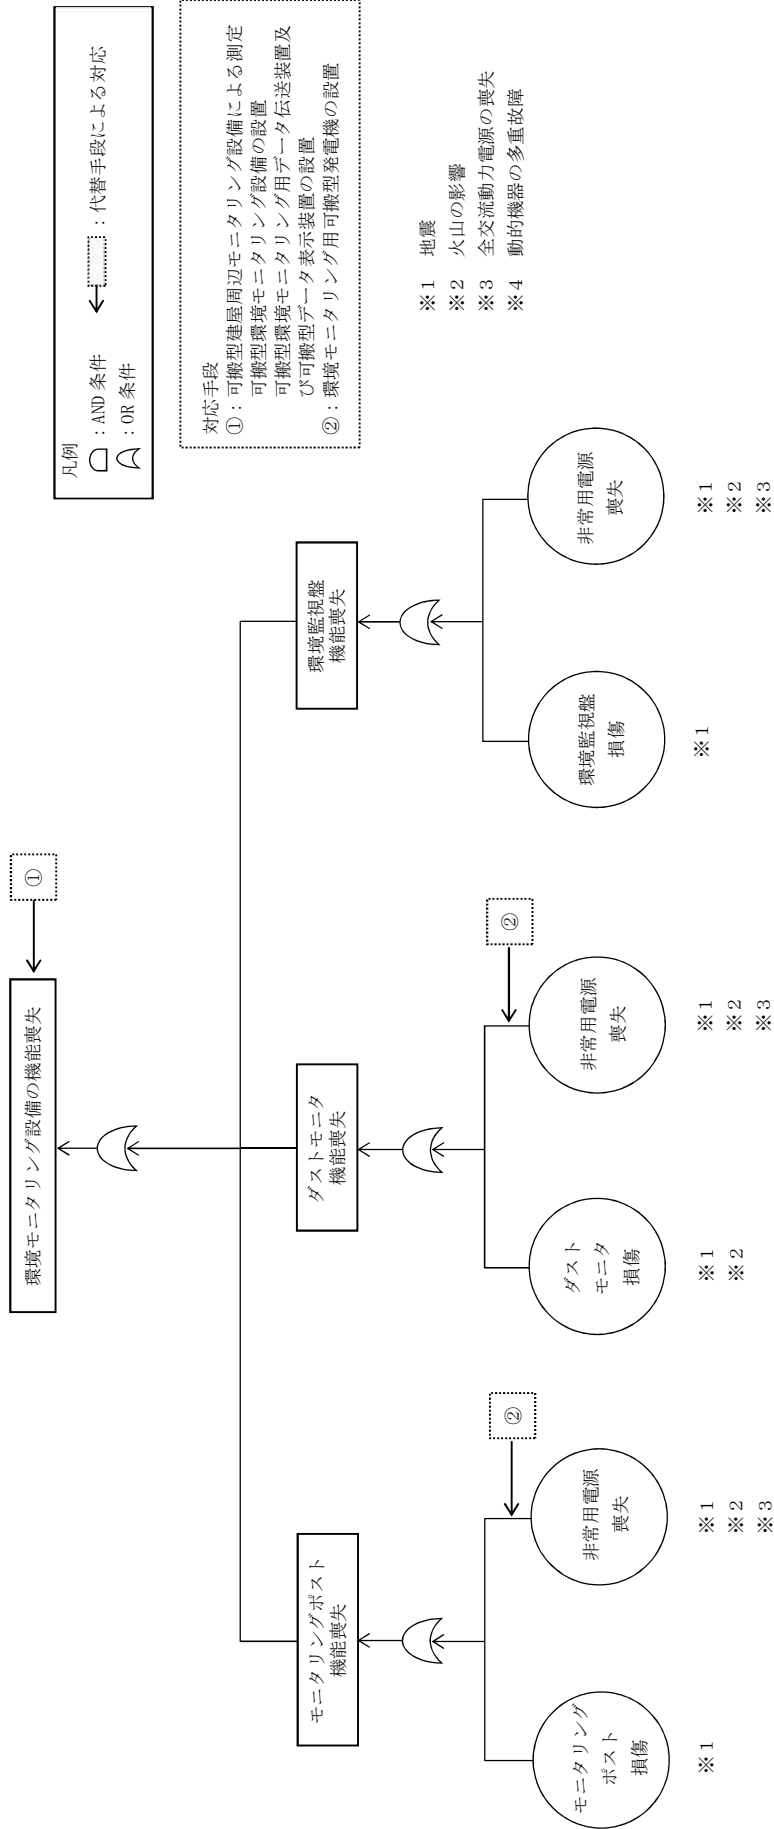 凡例
：AND 条件
：OR 条件
：代替手段による対応
対応手段
①：可搬型建屋周辺モニタリング設備による測定
可搬型環境モニタリング設備の設置
可搬型環境モニタリング用データ伝送装置及
び可搬型データ表示装置の設置
②：環境モニタリング用可搬型発電機の設置
※1 地震
※2 火山の影響
※3 全交流動力電源の喪失
※4 動的機器の多重故障
環境モニタリング設備の機能喪失
①
モニタリングポスト
機能喪失
ダストモニタ
機能喪失
環境監視盤
機能喪失
②
②
モニタリング
ポスト
損傷
非常用電源
喪失
ダスト
モニタ
損傷
非常用電源
喪失
環境監視盤
損傷
非常用電源
喪失
※1
※1
※2
※3
※1
※2
※1
※2
※3
※1
※1
※2
※3